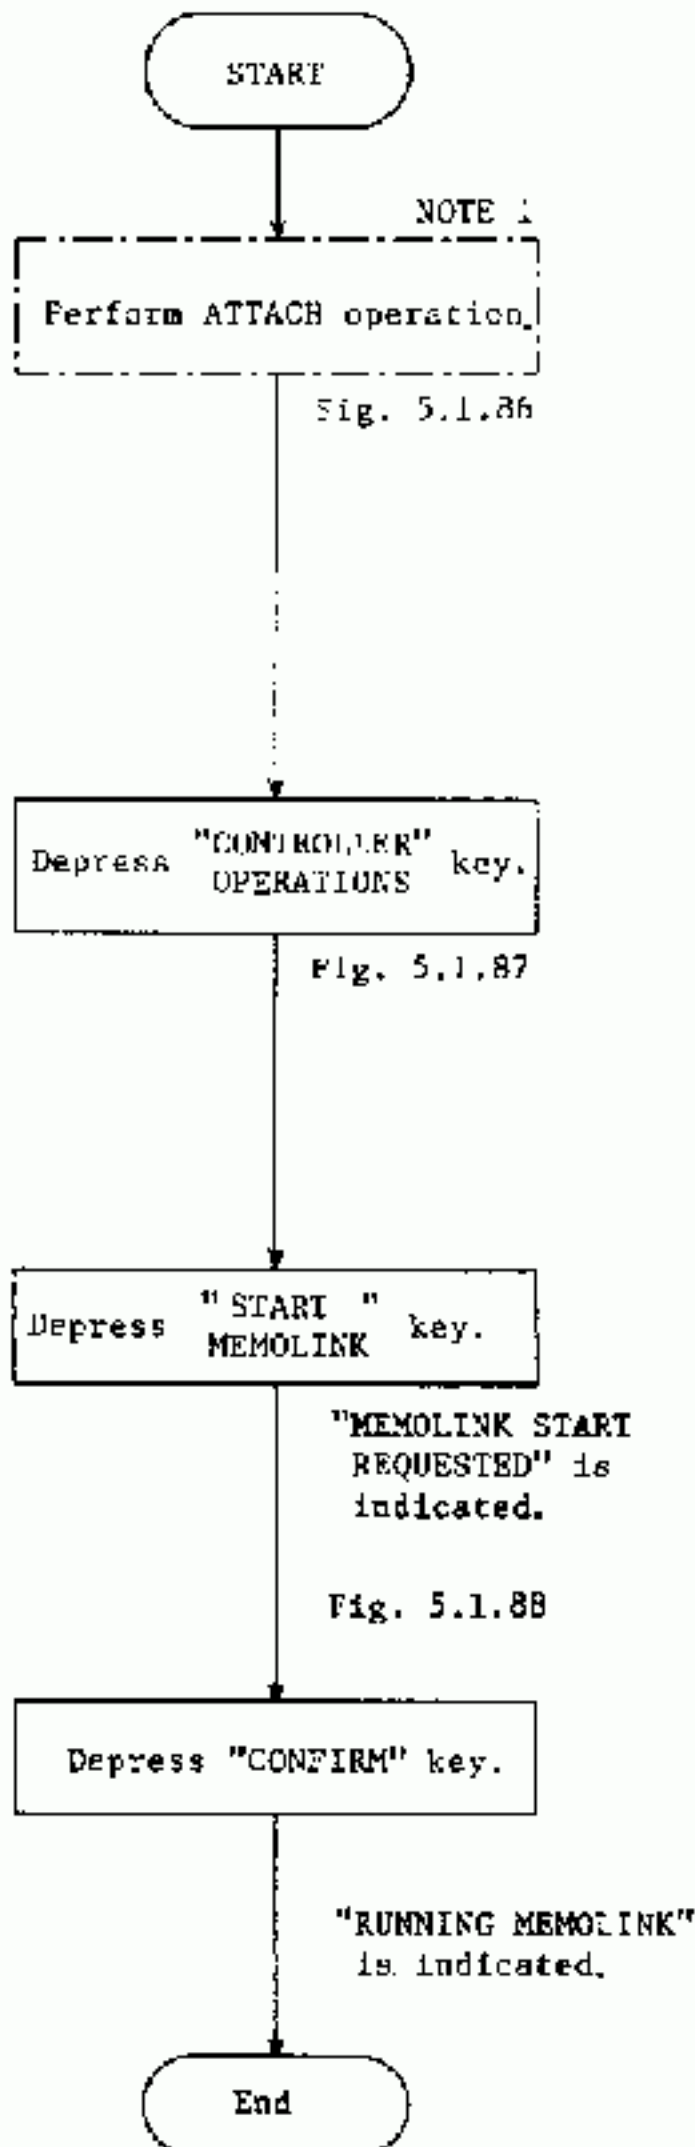 START
NOTE 1
Perform ATTACH operation.
Fig. 5.1.86
"CONTROLLER"
Depress key.
OPERATIONS
Fig. 5.1.87
"START "
Depress key.
MEMOLINK
"MEMOLINK START
REQUESTED" is
indicated.
Fig. 5.1.88
Depress "CONFIRM" key.
"RUNNING MEMOLINK"
is indicated.
End